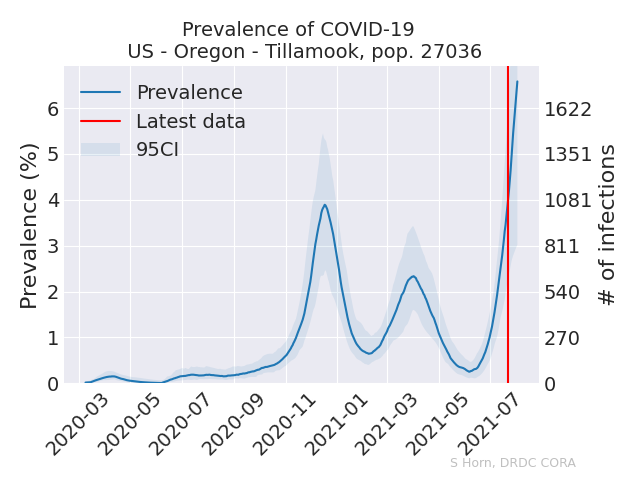 Prevalence of COVID-19
US - Oregon - Tillamook, pop. 27036
Prevalence
Latest data
95CI
Prevalence (%)
6
5
4
3
2
1
0
1622
1351
1081
811
540
270
0
# of infections
2020-03
2020-05
2020-07
2020-09
2020-11
2021-01
2021-03
2021-05
2021-07
S Horn, DRDC CORA